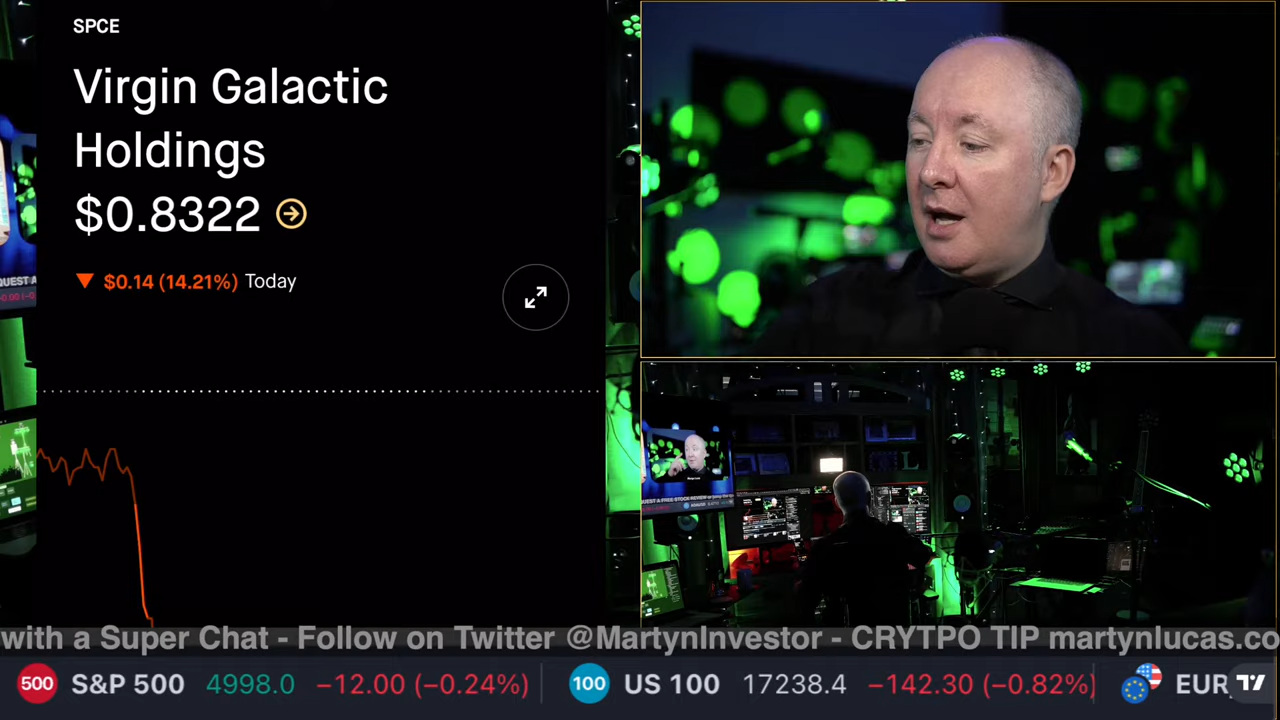 SPCE
Virgin Galactic
Holdings
$0.8322
$0.14 (14.21%) Today
with a Super Chat - Follow on Twitter @MartynInvestor - CRYTPO TIP martynlucas.co
500 S&P 500 4998.0 −12.00 (−0.24%) 100 US 100 17238.4 −142.30 (−0.82%) EUR